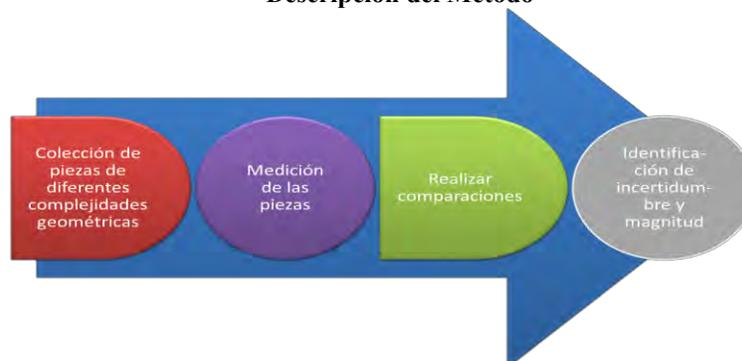 Descripción del Método
Colección de
piezas de
diferentes
complejidades
geométricas
Medición
de las
piezas
Realizar
comparaciones
Identifica-
ción de
incertidum-
bre y
magnitud